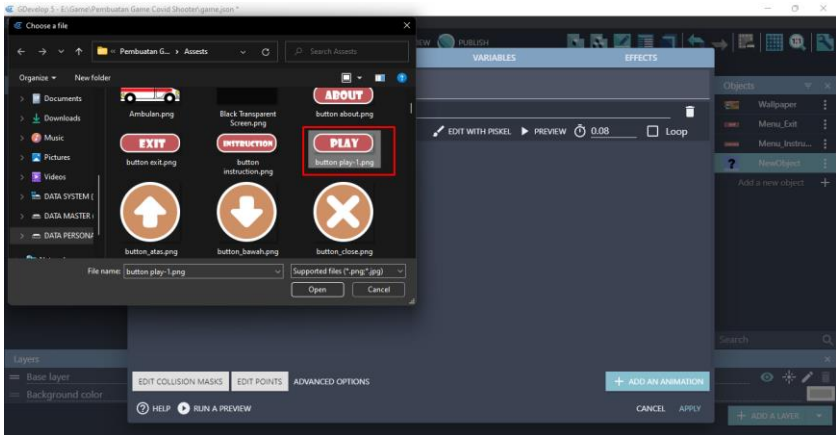 GDevelop 5 - E:\Game\Pembuatan Game Covid Shooter\game.json *
Choose a file
Pembuatan G... › Assests
Search Assests
PUBLISH
Organize
New folder
VARIABLES
EFFECTS
Documents
Downloads
Music
Pictures
Videos
DATA SYSTEM (
DATA MASTER (
DATA PERSONA
Ambulan.png
Black Transparent Screen.png
ABOUT
button about.png
EXIT
button exit.png
INSTRUCTION
button instruction.png
PLAY
button play-1.png
button_atas.png
button_bawah.png
button_close.png
File name:
button play-1.png
Supported files (*.png;*.jpg)
Open
Cancel
EDIT WITH PISKEL
PREVIEW
0.08
Loop
Objects
Wallpaper
Menu_Exit
Menu_Instru...
NewObject
Add a new object
Search
Layers
Base layer
Background color
EDIT COLLISION MASKS
EDIT POINTS
ADVANCED OPTIONS
+ ADD AN ANIMATION
HELP
RUN A PREVIEW
CANCEL
APPLY
+ ADD A LAYER